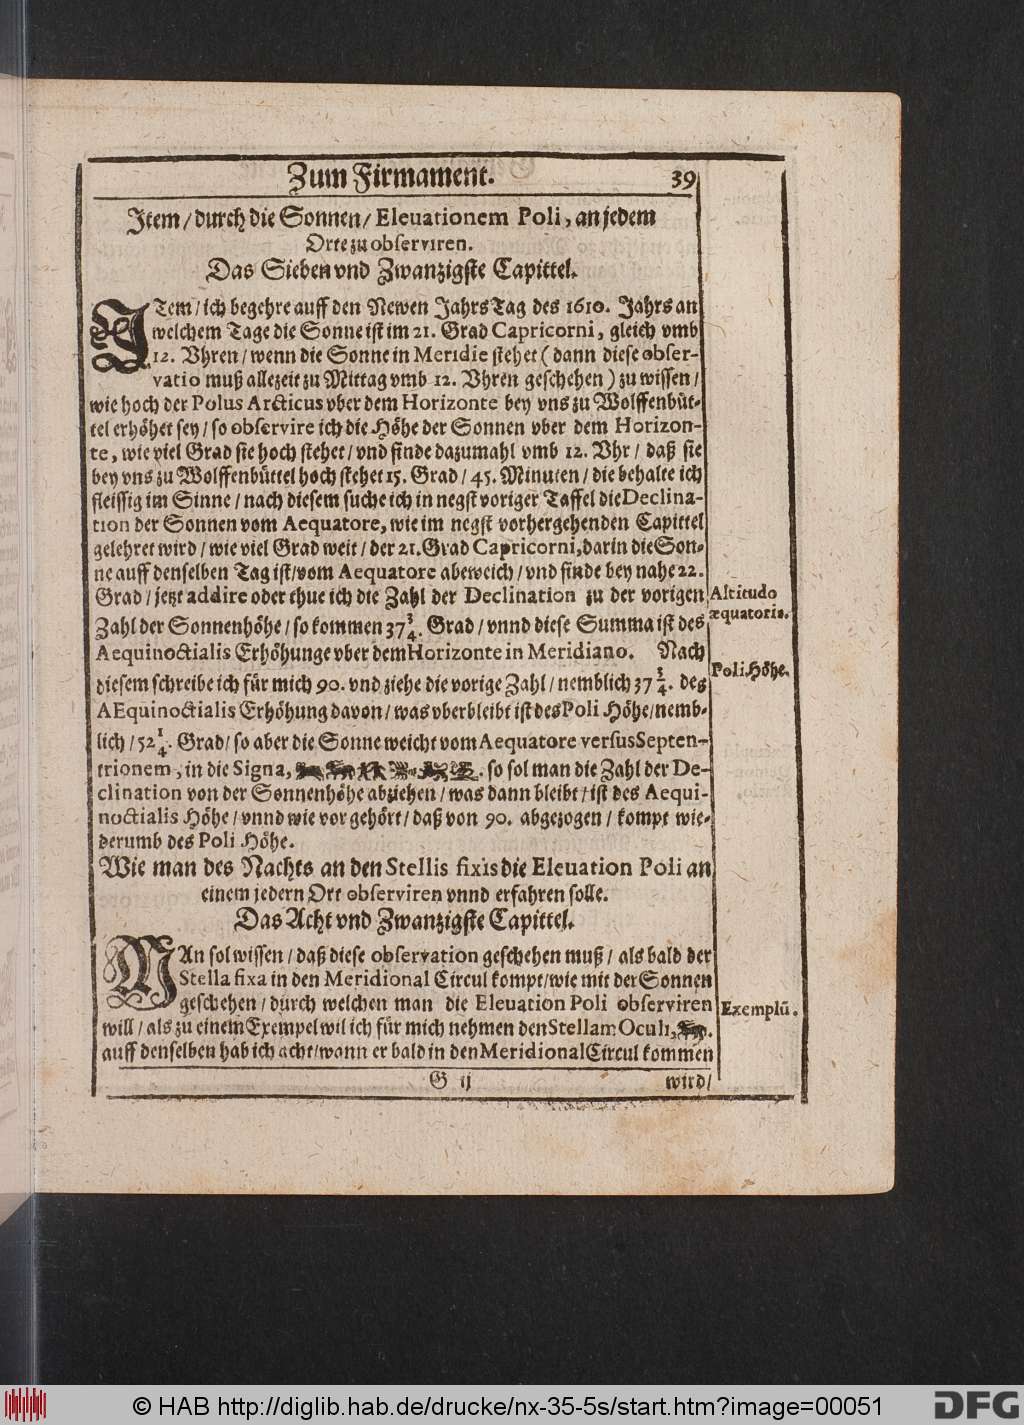 Zum Firmament. 39
Item/ durch die Sonnen/ Eleuationem Poli, an jedem
Orte zu observiren.
Das Sieben vnd Zwanzigste Capittel.
ITem/ ich begehre auff den Newen JahrsTag des 1610. Jahrs an
welchem Tage die Sonne ist im 21. Grad Capricorni, gleich vmb
12. Vhren/ wenn die Sonne in Meridie stehet (dann diese obser-
vatio muß allezeit zu Mittag vmb 12. Vhren geschehen) zu wissen/
wie hoch der Polus Arcticus vber dem Horizonte bey vns zu Wolffenbüt-
tel erhöhet sey/ so observire ich die Höhe der Sonnen vber dem Horizon-
te, wie viel Grad sie hoch stehet/ vnd finde dazumahl vmb 12. Vhr/ daß sie
bey vns zu Wolffenbüttel hoch stehet 15. Grad/ 45. Minuten/ die behalte ich
fleissig im Sinne/ nach diesem suche ich in negst voriger Taffel die Declina-
tion der Sonnen vom Aequatore, wie im negst vorhergehenden Capittel
gelehret wird/ wie viel Grad weit/ der 21. Grad Capricorni, darin die Son-
ne auff denselben Tag ist/ vom Aequatore abeweich/ vnd finde bey nahe 22.
Grad/ jetzt addire oder thue ich die Zahl der Declination zu der vorigen
Altitudo
æquatoris.
Zahl der Sonnenhöhe/ so kommen 37 3/4. Grad/ vnnd diese Summa ist des
Aequinoctialis Erhöhunge vber dem Horizonte in Meridiano. Nach
Poli Höhe.
diesem schreibe ich für mich 90. vnd ziehe die vorige Zahl/ nemblich 37 3/4. des
AEquinoctialis Erhöhung davon/ was vberbleibt ist des Poli Höhe/ nemb-
lich/ 52 1/4. Grad/ so aber die Sonne weicht vom Aequatore versus Septen-
trionem, in die Signa, ♈ ♉ ♊ ♋ ♌ ♍. so sol man die Zahl der De-
clination von der Sonnenhöhe abziehen/ was dann bleibt/ ist des Aequi-
noctialis Höhe/ vnnd wie vor gehört/ daß von 90. abgezogen/ kompt wie-
derumb des Poli Höhe.
Wie man des Nachts an den Stellis fixis die Eleuation Poli an
einem jedern Ort observiren vnnd erfahren solle.
Das Acht vnd Zwanzigste Capittel.
MAn sol wissen/ daß diese observation geschehen muß/ als bald der
Stella fixa in den Meridional Circul kompt/ wie mit der Sonnen
geschehen/ durch welchen man die Eleuation Poli observiren
Exemplū.
will/ als zu einem Exempel wil ich für mich nehmen den Stellam Oculi, ♉.
auff denselben hab ich acht/ wann er bald in den Meridional Circul kommen
G ij wird/
© HAB http://diglib.hab.de/drucke/nx-35-5s/start.htm?image=00051
DFG